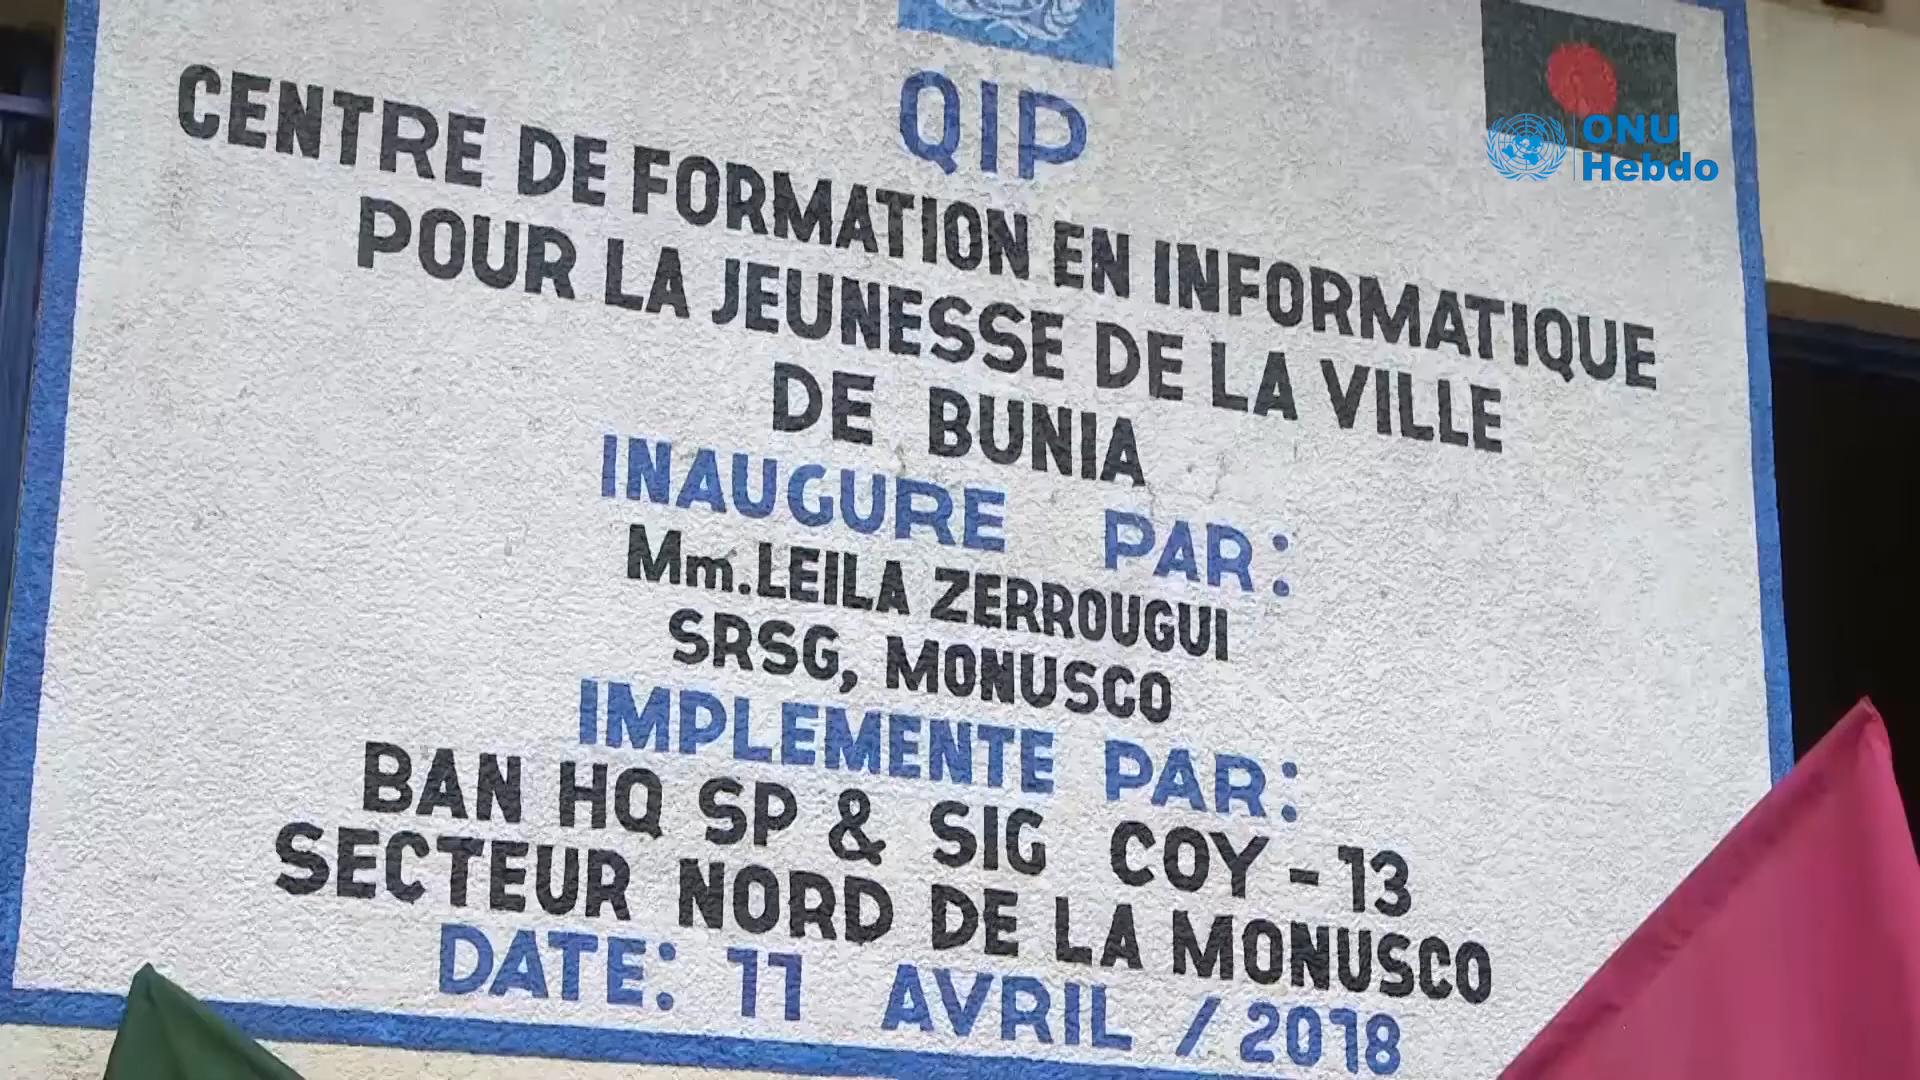 QIP
CENTRE DE FORMATION EN INFORMATIQUE
POUR LA JEUNESSE DE LA VILLE
DE BUNIA
INAUGURE PAR:
Mm.LEILA ZERROUGUI
SRSG, MONUSCO
IMPLEMENTE PAR:
BAN HQ SP & SIG COY - 13
SECTEUR NORD DE LA MONUSCO
DATE: 11 AVRIL / 2018
ONU
Hebdo